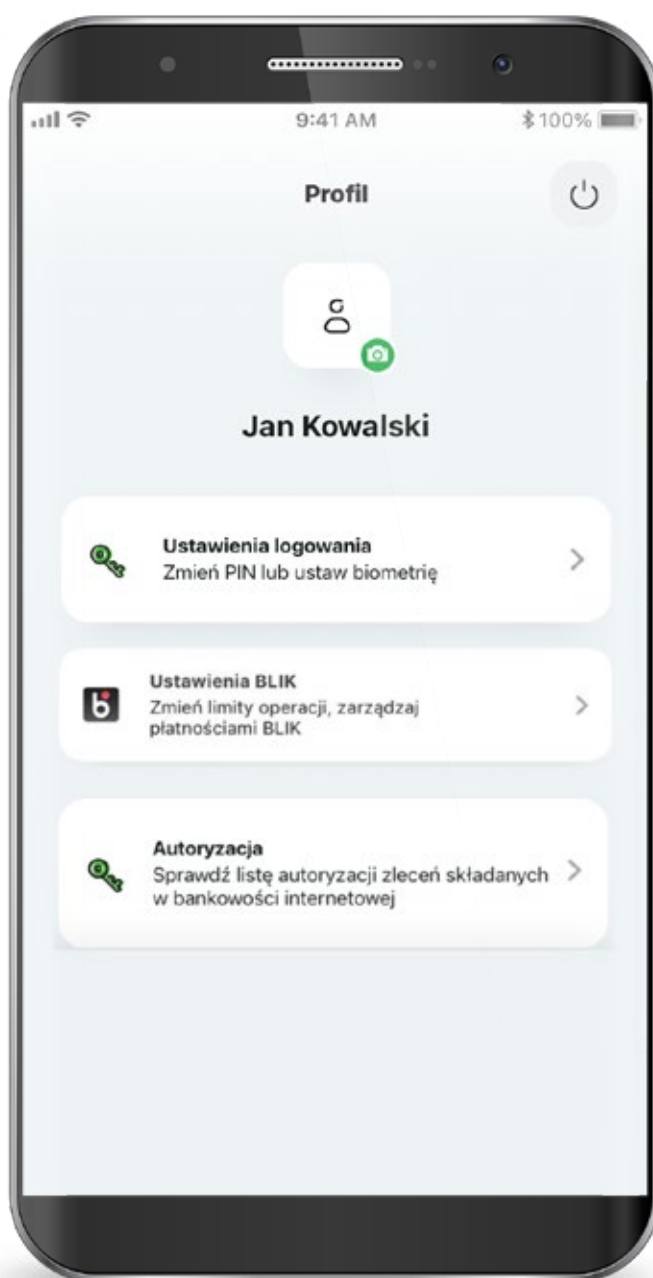 9:41 AM
100%
Profil
Jan Kowalski
Ustawienia logowania
Zmień PIN lub ustaw biometrię
Ustawienia BLIK
Zmień limity operacji, zarządzaj
płatnościami BLIK
Autoryzacja
Sprawdź listę autoryzacji zleceń składanych
w bankowości internetowej